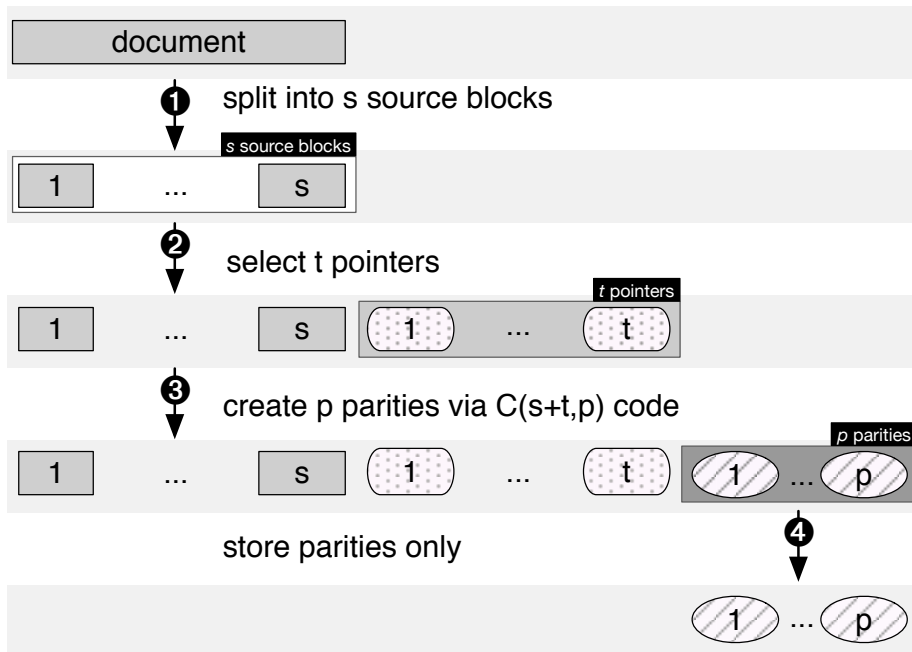 document
1 split into s source blocks
s source blocks
1 ... s
2 select t pointers
t pointers
1 ... s 1 ... t
3 create p parities via C(s+t,p) code
p parities
1 ... s 1 ... t 1 ... p
store parities only 4
1 ... p